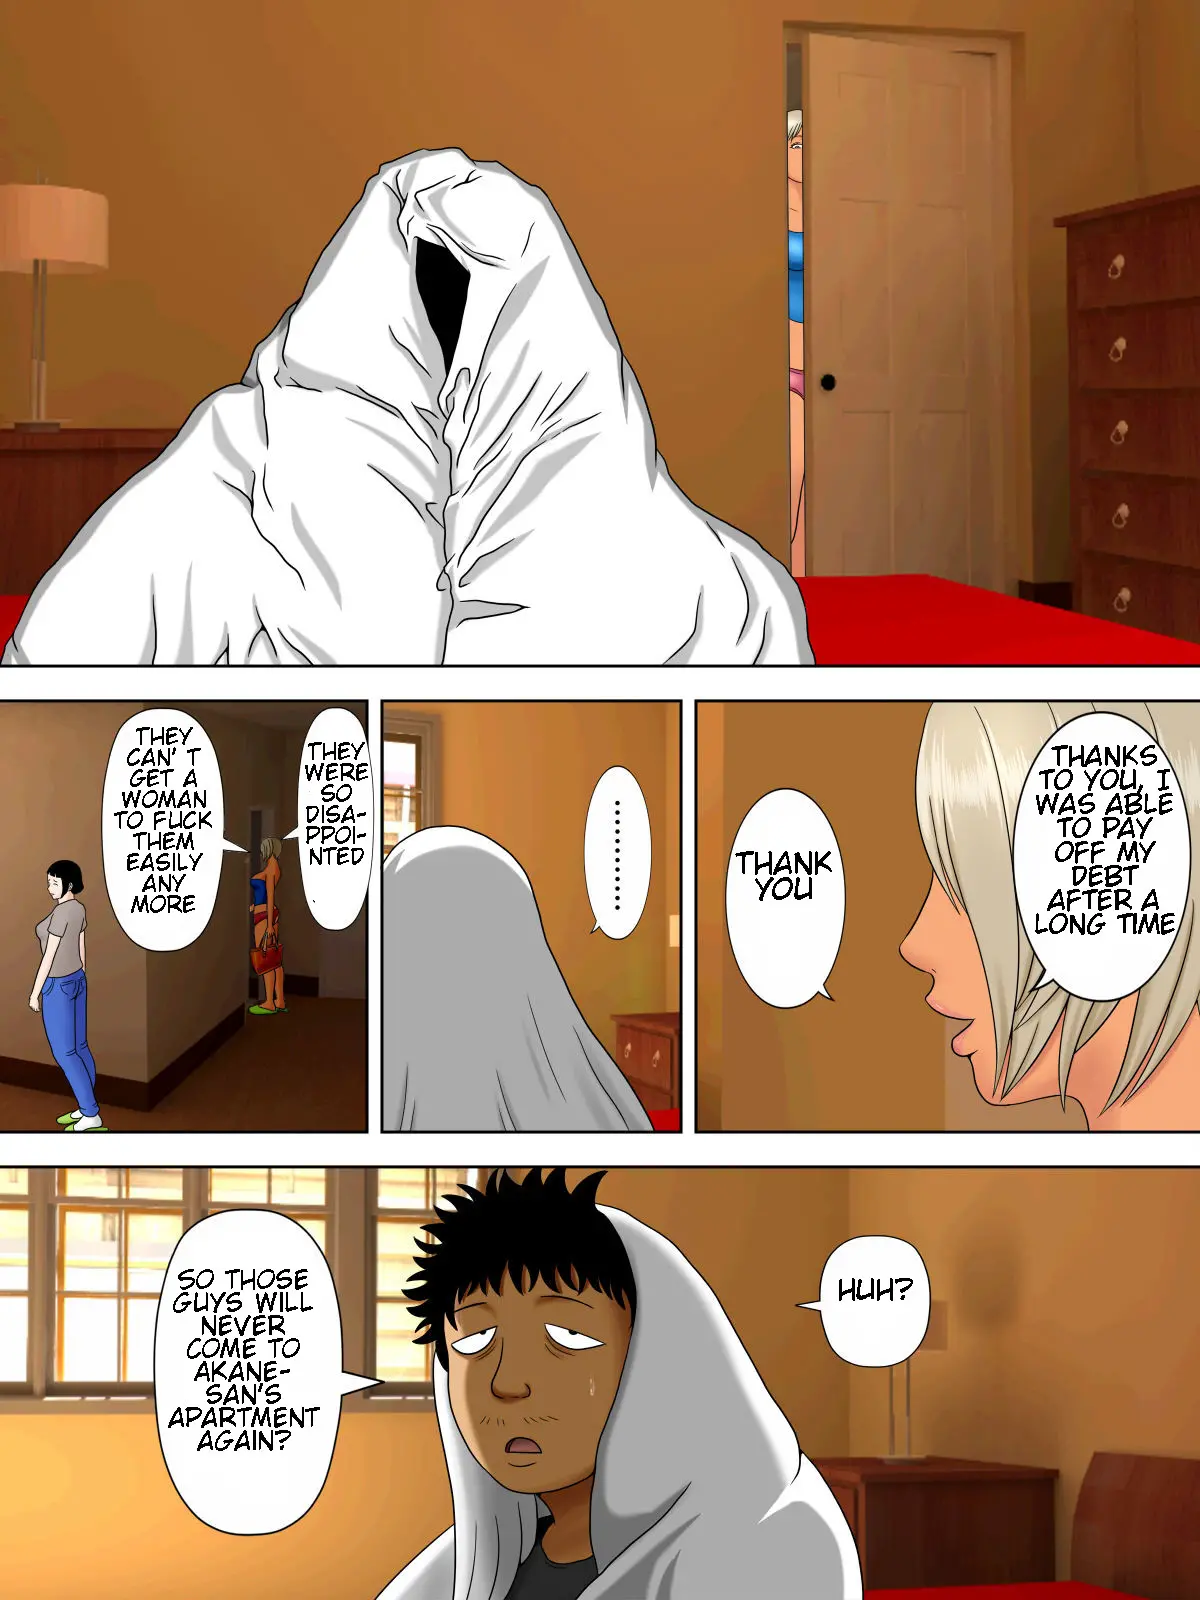 THANKS
TO YOU, I
WAS ABLE
TO PAY
OFF MY
DEBT
AFTER A
LONG TIME
THANK
YOU
..........
THEY
WERE
SO
DISA-
PPOI-
NTED
.
THEY
CAN' T
GET A
WOMAN
TO FUCK
THEM
EASILY
ANY
MORE
HUH?
SO THOSE
GUYS WILL
NEVER
COME TO
AKANE-
SAN'S
APARTMENT
AGAIN?